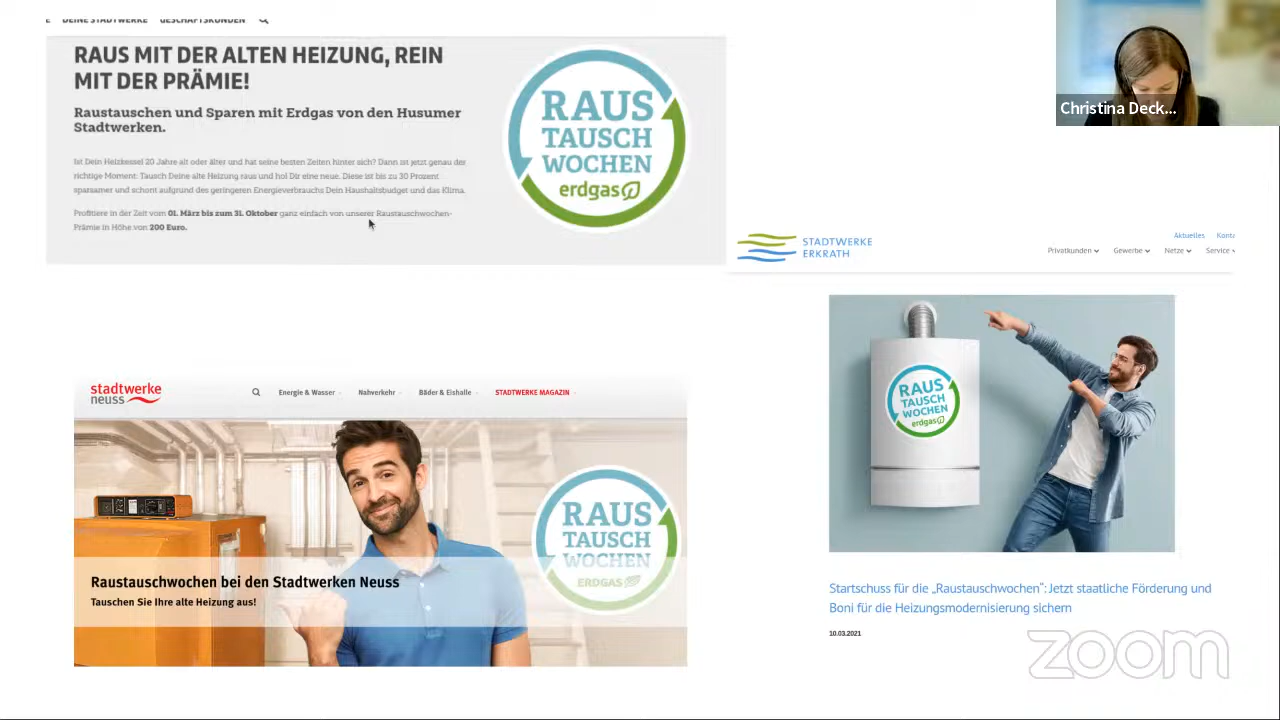 DEINE STADTWERKE GESCHÄFTSKUNDEN
RAUS MIT DER ALTEN HEIZUNG, REIN
MIT DER PRÄMIE!
Raustauschen und Sparen mit Erdgas von den Husumer
Stadtwerken.
Ist Dein Heizkessel 20 Jahre alt oder älter und hat seine besten Zeiten hinter sich? Dann ist jetzt genau der
richtige Moment: Tausch Deine alte Heizung raus und hol Dir eine neue. Diese ist bis zu 30 Prozent
sparsamer und schont aufgrund des geringeren Energieverbrauchs Dein Haushaltsbudget und das Klima.
Profitiere in der Zeit vom 01. März bis zum 31. Oktober ganz einfach von unserer Raustauschwochen-
Prämie in Höhe von 200 Euro.
RAUS
TAUSCH
WOCHEN
erdgas
Christina Deck...
STADTWERKE
ERKRATH
Aktuelles
Privatkunden Gewerbe Netze Service
RAUS
TAUSCH
WOCHEN
erdgas
Startschuss für die „Raustauschwochen“: Jetzt staatliche Förderung und
Boni für die Heizungsmodernisierung sichern
10.03.2021
stadtwerke
neuss
Energie & Wasser Nahverkehr Bäder & Eishalle STADTWERKE MAGAZIN
RAUS
TAUSCH
WOCHEN
ERDGAS
Raustauschwochen bei den Stadtwerken Neuss
Tauschen Sie Ihre alte Heizung aus!
zoom